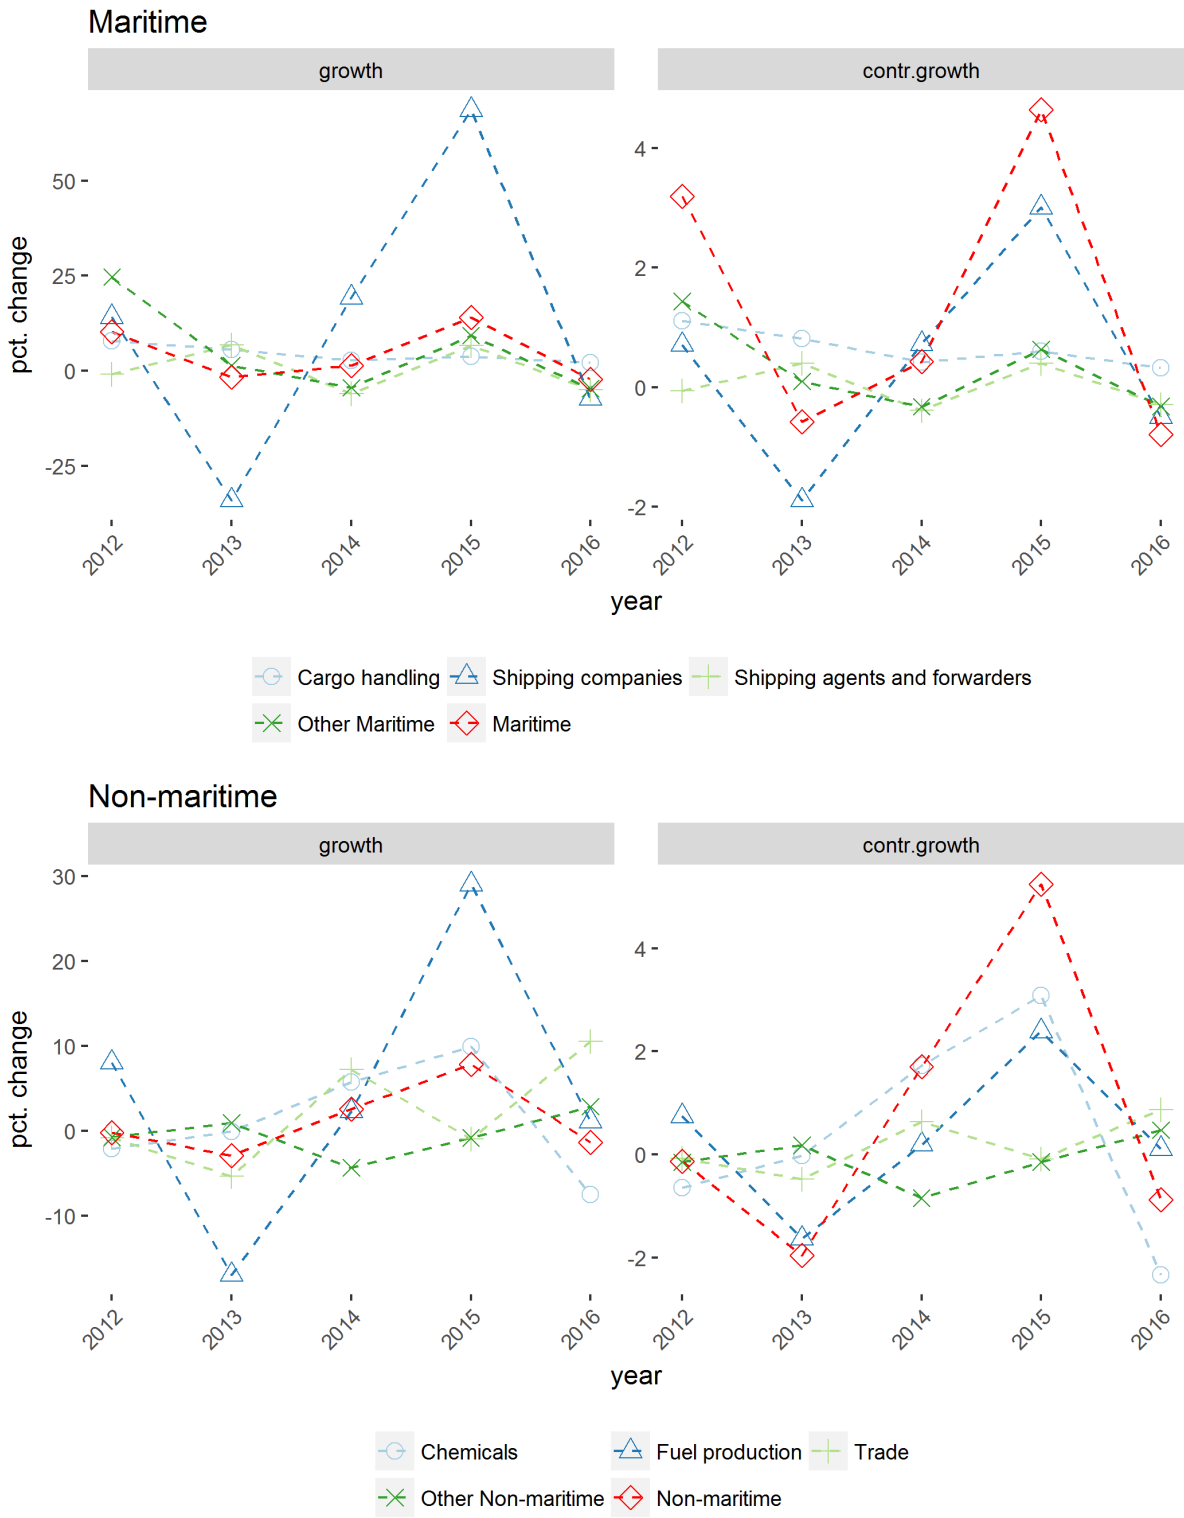 Maritime
growth contr.growth
pct. change
50
25
0
-25
4
2
0
-2
2012 2013 2014 2015 2016 2012 2013 2014 2015 2016
year
Cargo handling Shipping companies Shipping agents and forwarders
Other Maritime Maritime
Non-maritime
growth contr.growth
pct. change
30
20
10
0
-10
4
2
0
-2
2012 2013 2014 2015 2016 2012 2013 2014 2015 2016
year
Chemicals Fuel production Trade
Other Non-maritime Non-maritime